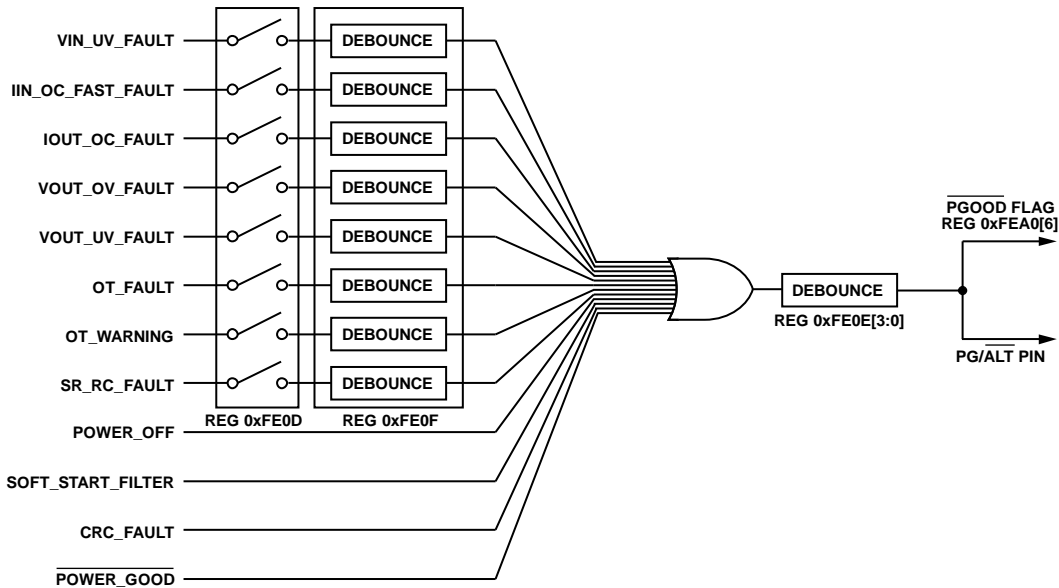 VIN_UV_FAULT
DEBOUNCE
IIN_OC_FAST_FAULT
DEBOUNCE
IOUT_OC_FAULT
DEBOUNCE
VOUT_OV_FAULT
DEBOUNCE
VOUT_UV_FAULT
DEBOUNCE
OT_FAULT
DEBOUNCE
OT_WARNING
DEBOUNCE
SR_RC_FAULT
DEBOUNCE
REG 0xFE0D
REG 0xFE0F
POWER_OFF
SOFT_START_FILTER
CRC_FAULT
POWER_GOOD
DEBOUNCE
REG 0xFE0E[3:0]
PGOOD FLAG
REG 0xFEA0[6]
PG/ALT PIN